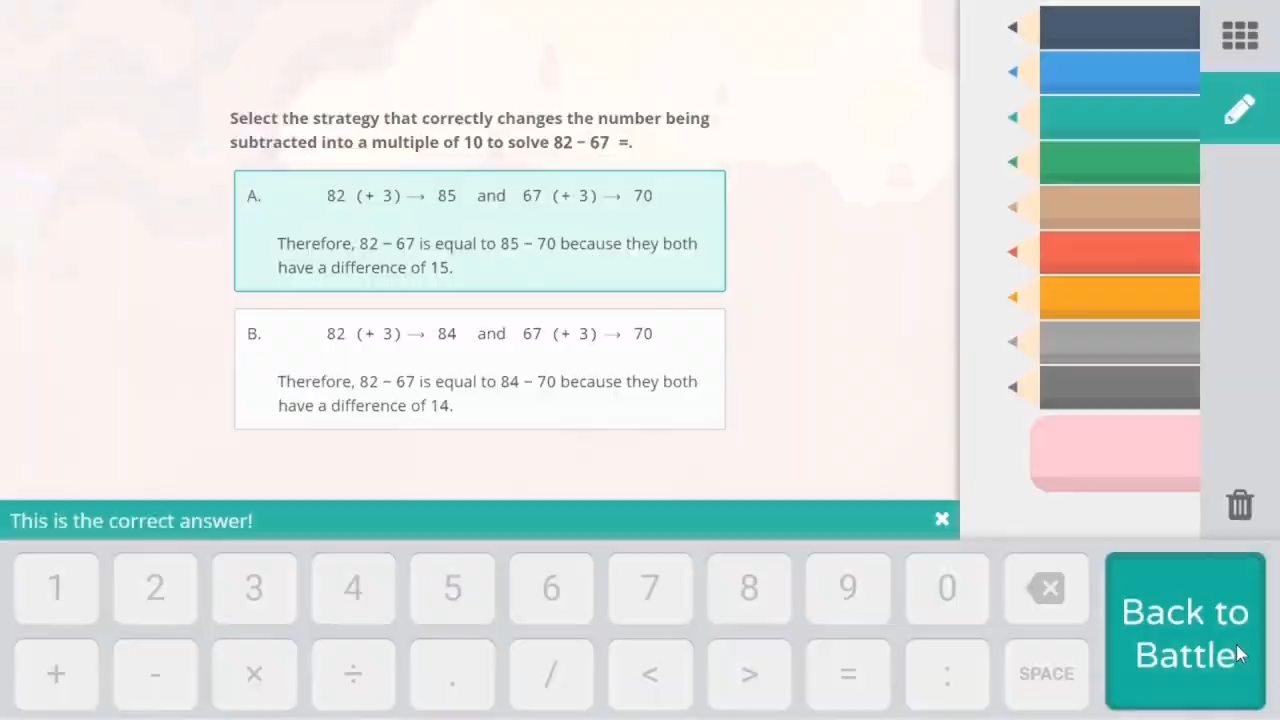 Select the strategy that correctly changes the number being
subtracted into a multiple of 10 to solve 82 − 67 =.
A. 82 (+ 3) → 85 and 67 (+ 3) → 70
Therefore, 82 − 67 is equal to 85 − 70 because they both
have a difference of 15.
B. 82 (+ 3) → 84 and 67 (+ 3) → 70
Therefore, 82 − 67 is equal to 84 − 70 because they both
have a difference of 14.
This is the correct answer!
1 2 3 4 5 6 7 8 9 0
+ - × ÷ . / < > = : SPACE
Back to
Battle